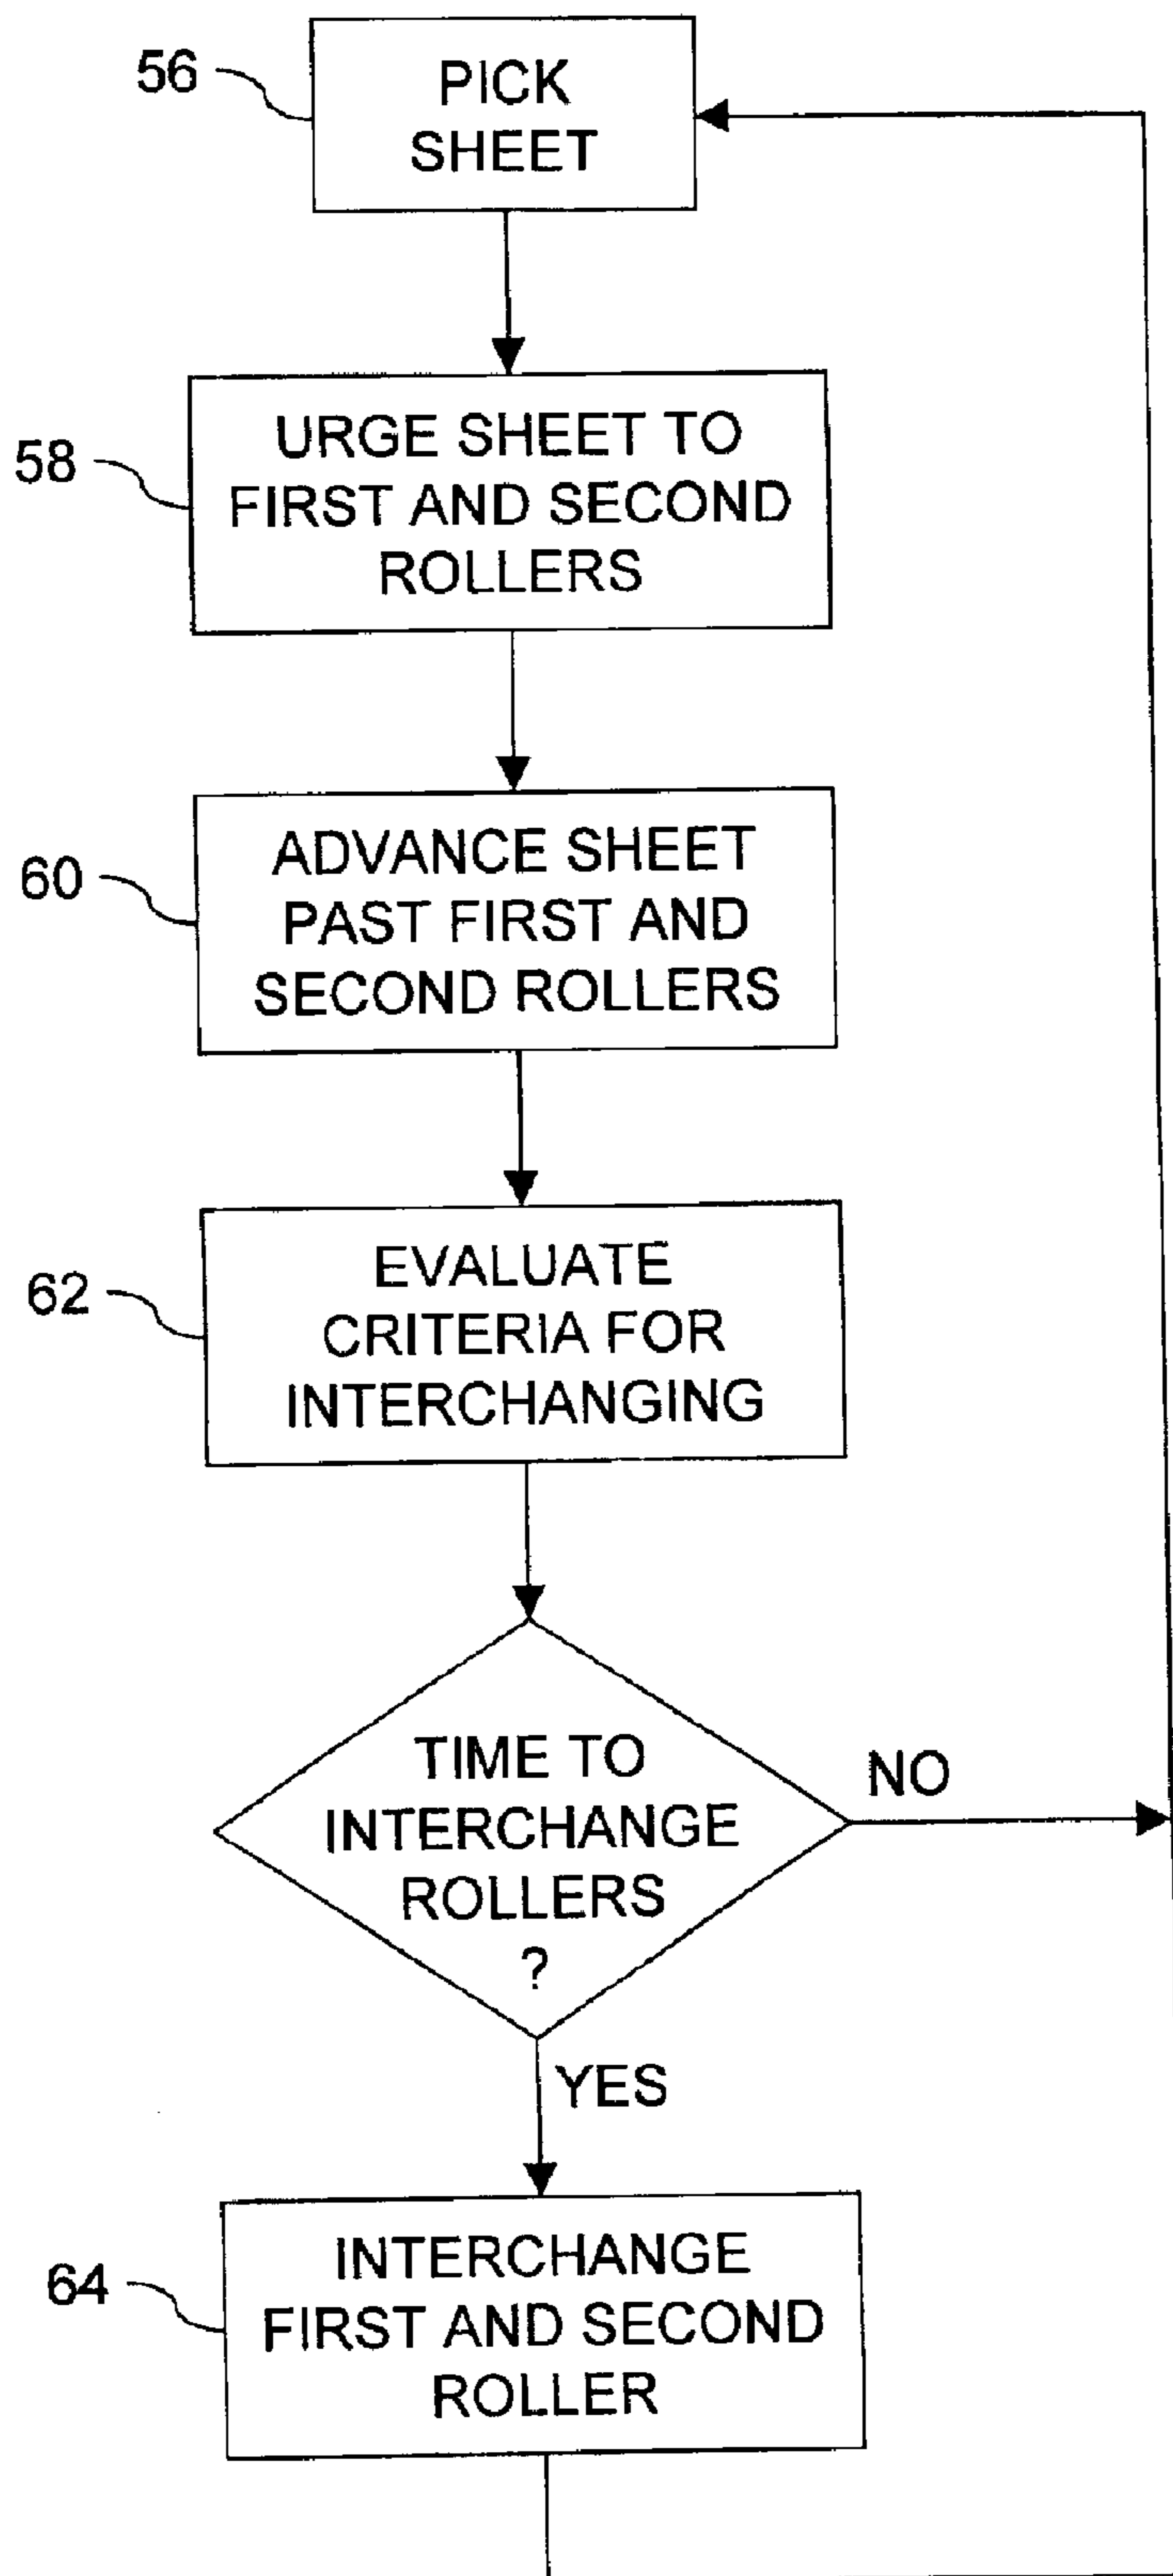 56
PICK
SHEET
58
URGE SHEET TO
FIRST AND SECOND
ROLLERS
60
ADVANCE SHEET
PAST FIRST AND
SECOND ROLLERS
62
EVALUATE
CRITERIA FOR
INTERCHANGING
TIME TO
INTERCHANGE
ROLLERS
?
NO
YES
64
INTERCHANGE
FIRST AND SECOND
ROLLER